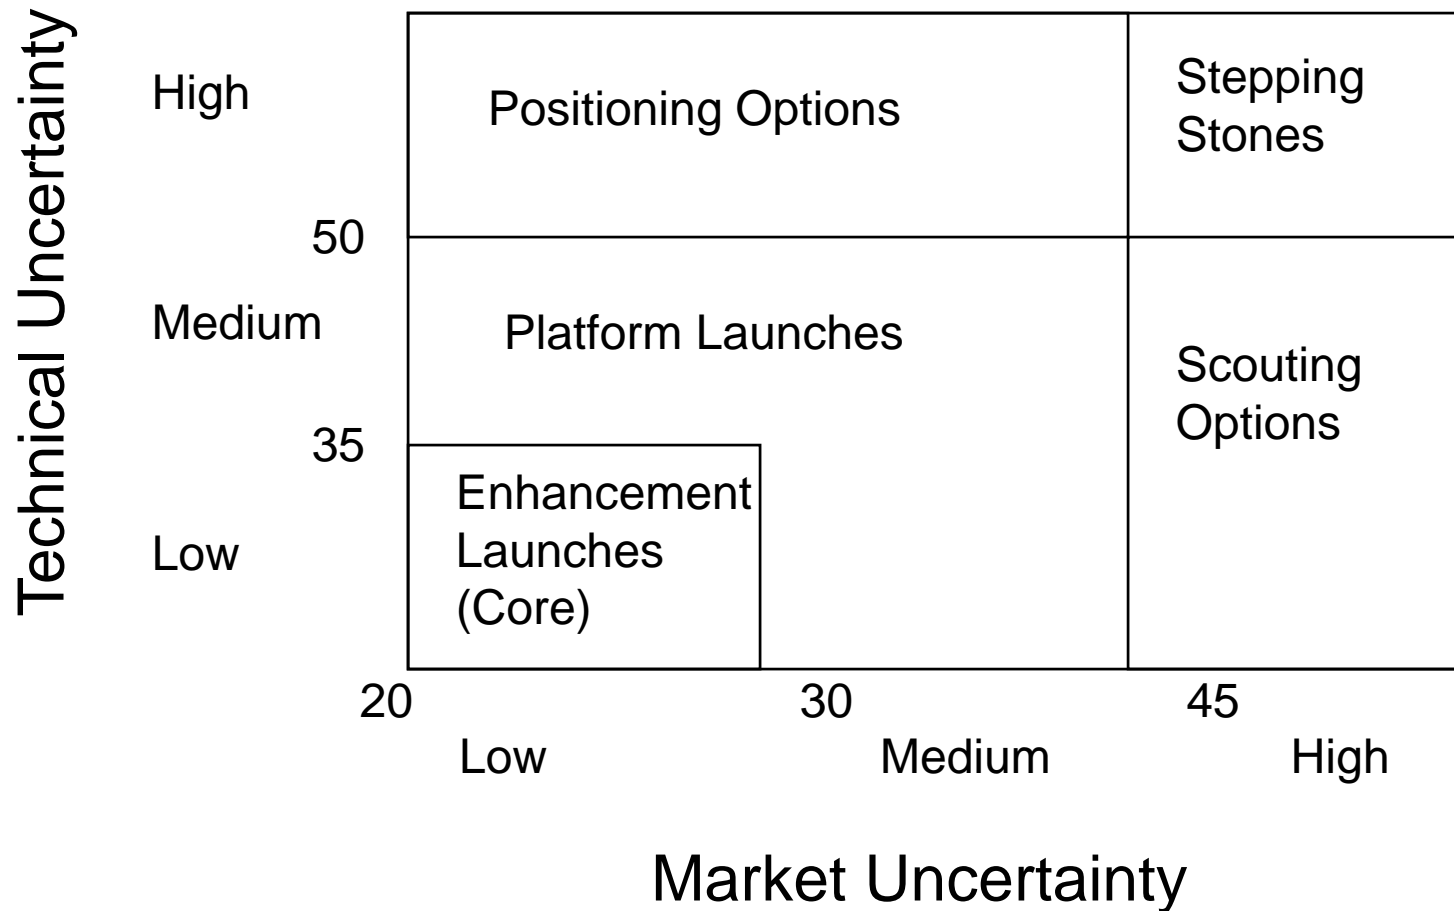 Technical Uncertainty
High
Positioning Options
Stepping
Stones
50
Medium
Platform Launches
Scouting
Options
35
Enhancement
Launches
(Core)
Low
20
30
45
Low
Medium
High
Market Uncertainty